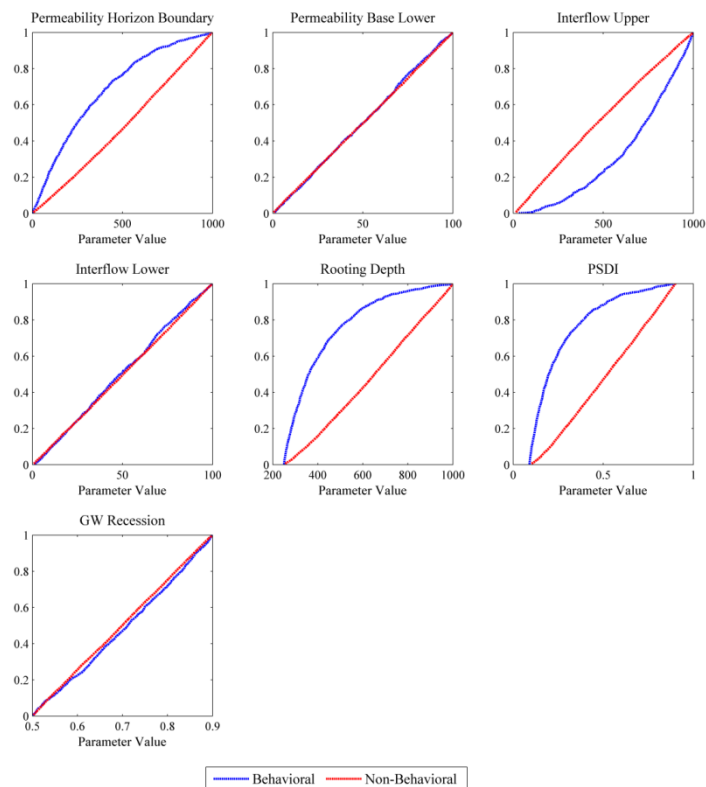 Permeability Horizon Boundary
1
0.8
0.6
0.4
0.2
0
0 500 1000
Parameter Value
Permeability Base Lower
1
0.8
0.6
0.4
0.2
0
0 50 100
Parameter Value
Interflow Upper
1
0.8
0.6
0.4
0.2
0
0 500 1000
Parameter Value
Interflow Lower
1
0.8
0.6
0.4
0.2
0
0 50 100
Parameter Value
Rooting Depth
1
0.8
0.6
0.4
0.2
0
200 400 600 800 1000
Parameter Value
PSDI
1
0.8
0.6
0.4
0.2
0
0 0.5 1
Parameter Value
GW Recession
1
0.8
0.6
0.4
0.2
0
0.5 0.6 0.7 0.8 0.9
Parameter Value
Behavioral Non-Behavioral